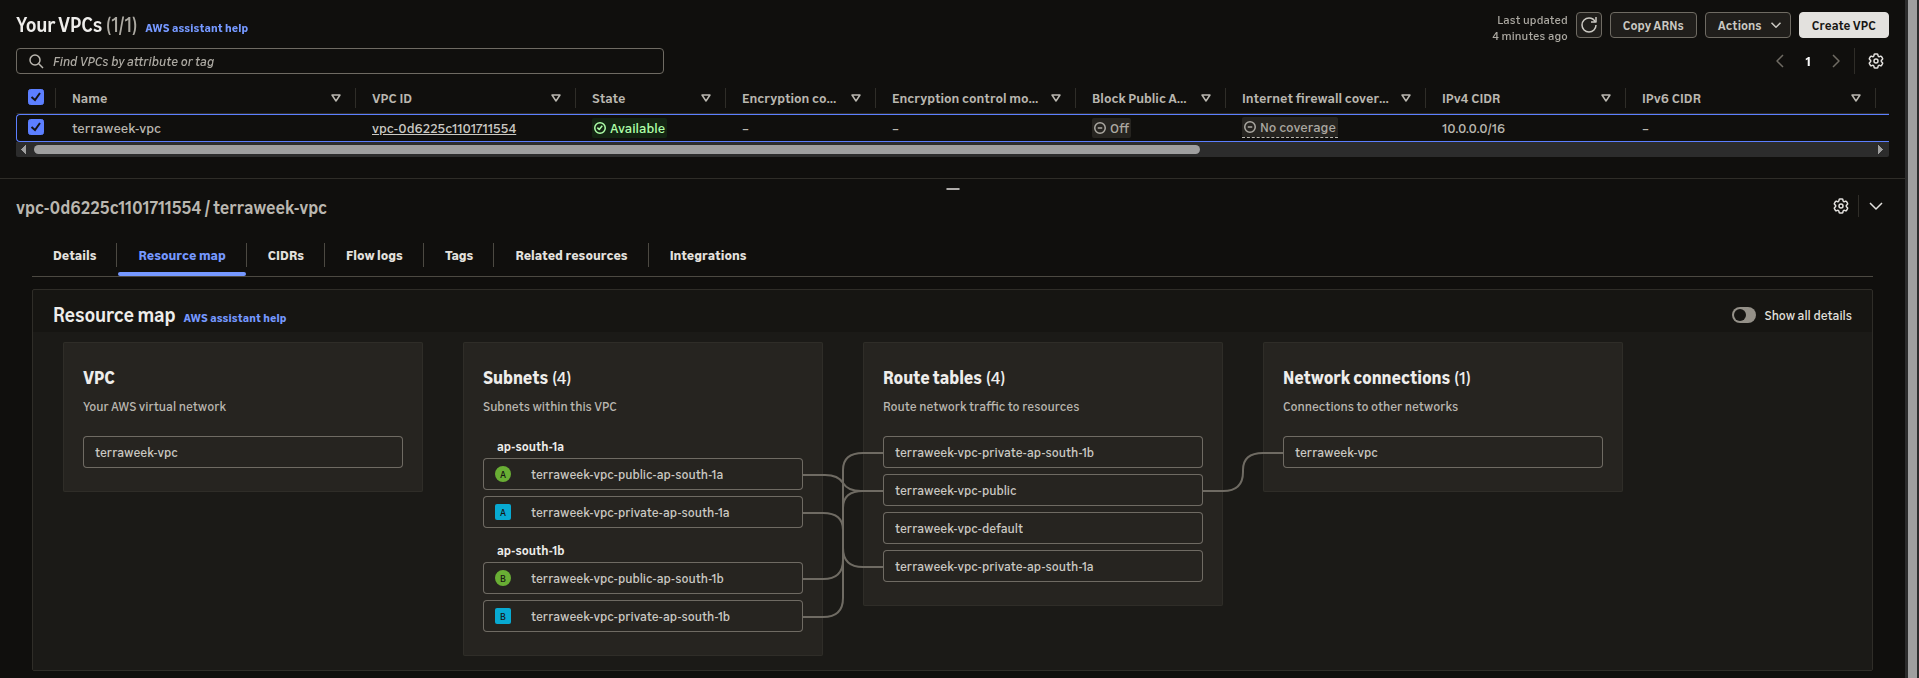 Your VPCs (1/1) AWS assistant help
Last updated
4 minutes ago
Copy ARNs
Actions
Create VPC
Find VPCs by attribute or tag
1
Name VPC ID State Encryption co... Encryption control mo... Block Public A... Internet firewall cover... IPv4 CIDR IPv6 CIDR
terraweek-vpc vpc-0d6225c1101711554 Available – – Off No coverage 10.0.0.0/16 –
vpc-0d6225c1101711554 / terraweek-vpc
Details Resource map CIDRs Flow logs Tags Related resources Integrations
Resource map AWS assistant help
Show all details
VPC
Your AWS virtual network
terraweek-vpc
Subnets (4)
Subnets within this VPC
ap-south-1a
A terraweek-vpc-public-ap-south-1a
A terraweek-vpc-private-ap-south-1a
ap-south-1b
B terraweek-vpc-public-ap-south-1b
B terraweek-vpc-private-ap-south-1b
Route tables (4)
Route network traffic to resources
terraweek-vpc-private-ap-south-1b
terraweek-vpc-public
terraweek-vpc-default
terraweek-vpc-private-ap-south-1a
Network connections (1)
Connections to other networks
terraweek-vpc